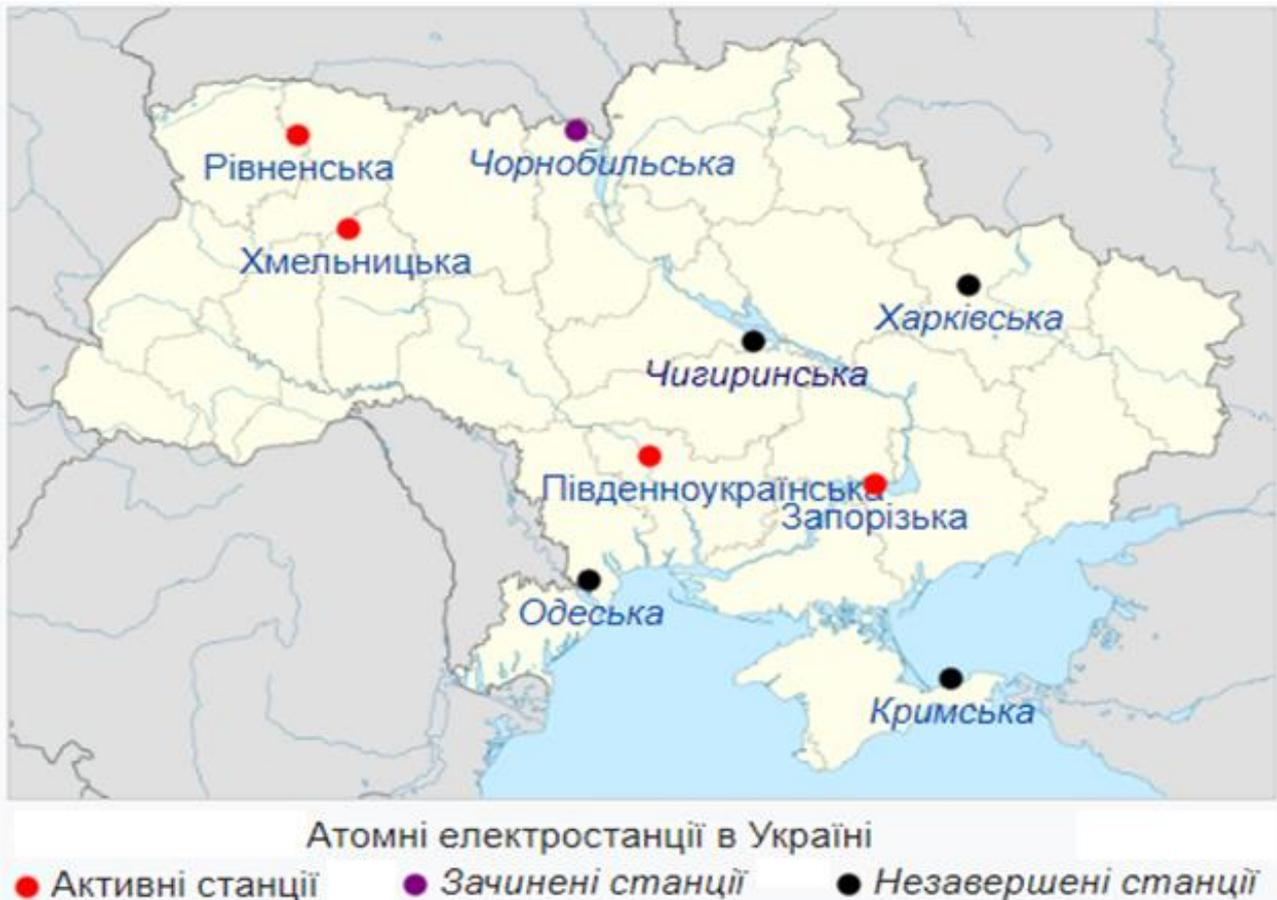 Рівненська
Чорнобильська
Хмельницька
Харківська
Чигиринська
Південноукраїнська
Запорізька
Одеська
Кримська
Атомні електростанції в Україні
Активні станції
Зачинені станції
Незавершені станції